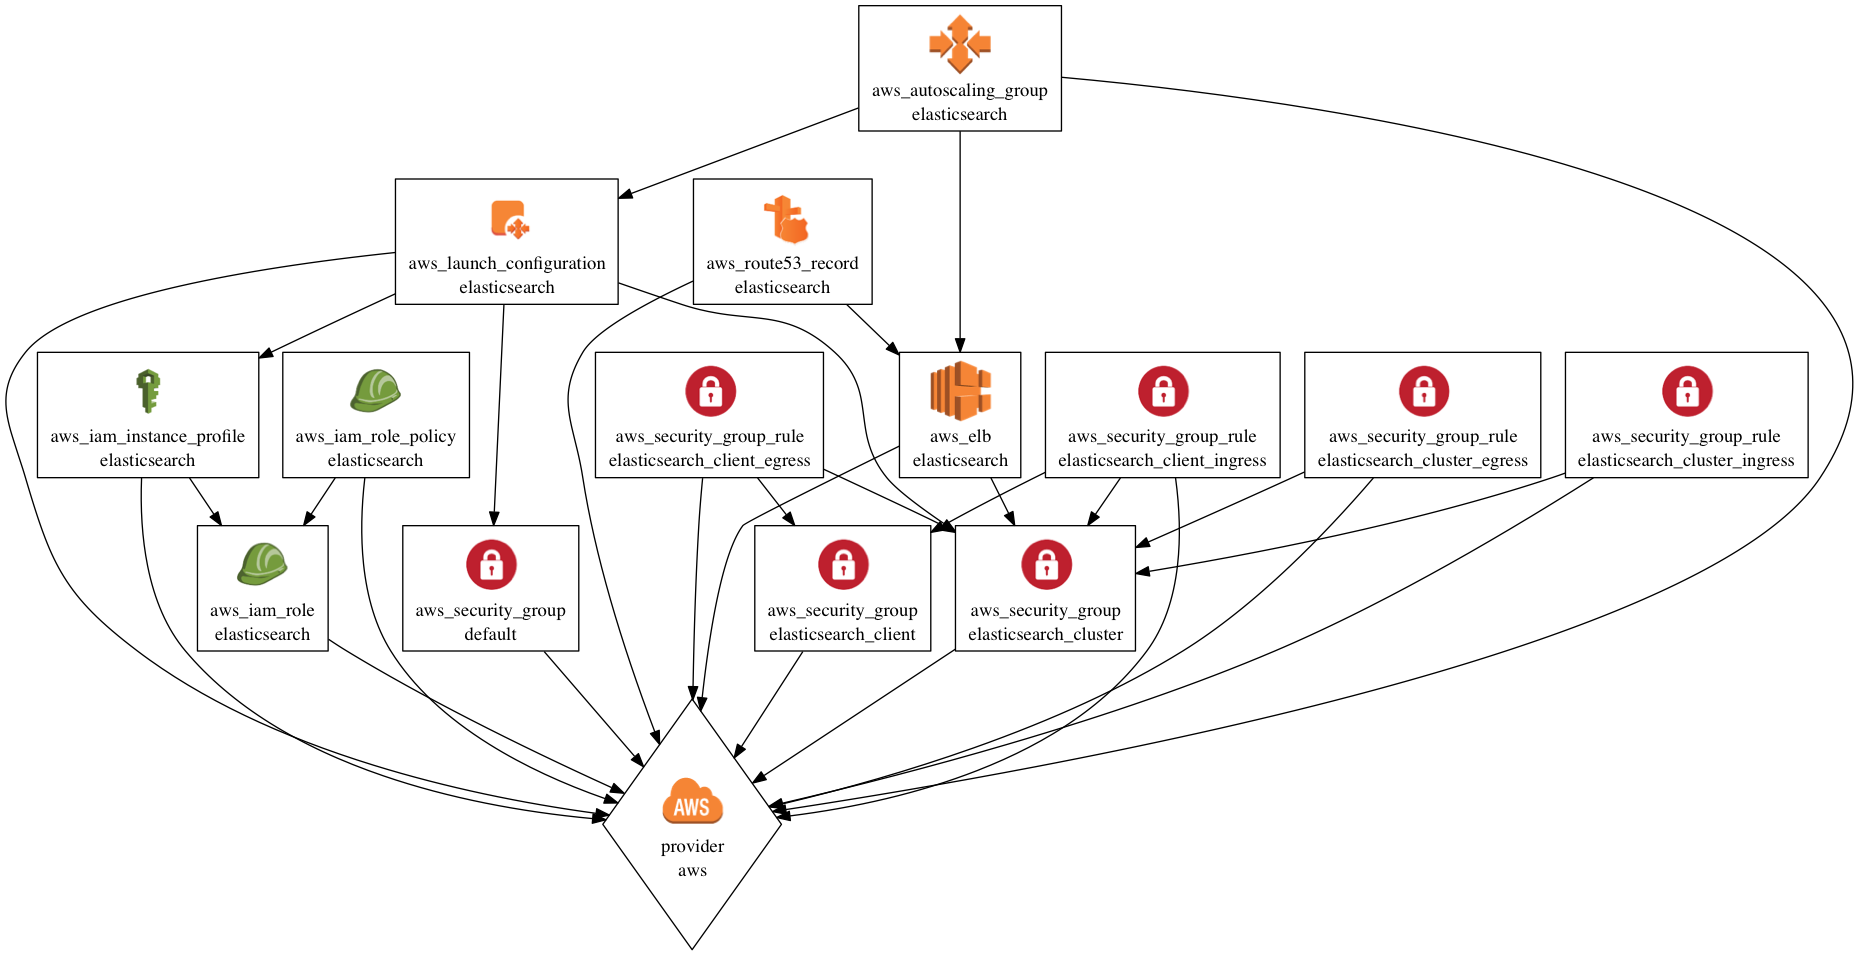 aws_autoscaling_group
elasticsearch
aws_launch_configuration
elasticsearch
aws_route53_record
elasticsearch
aws_iam_instance_profile
elasticsearch
aws_iam_role_policy
elasticsearch
aws_security_group_rule
elasticsearch_client_egress
aws_elb
elasticsearch
aws_security_group_rule
elasticsearch_client_ingress
aws_security_group_rule
elasticsearch_cluster_egress
aws_security_group_rule
elasticsearch_cluster_ingress
aws_iam_role
elasticsearch
aws_security_group
default
aws_security_group
elasticsearch_client
aws_security_group
elasticsearch_cluster
AWS
provider
aws